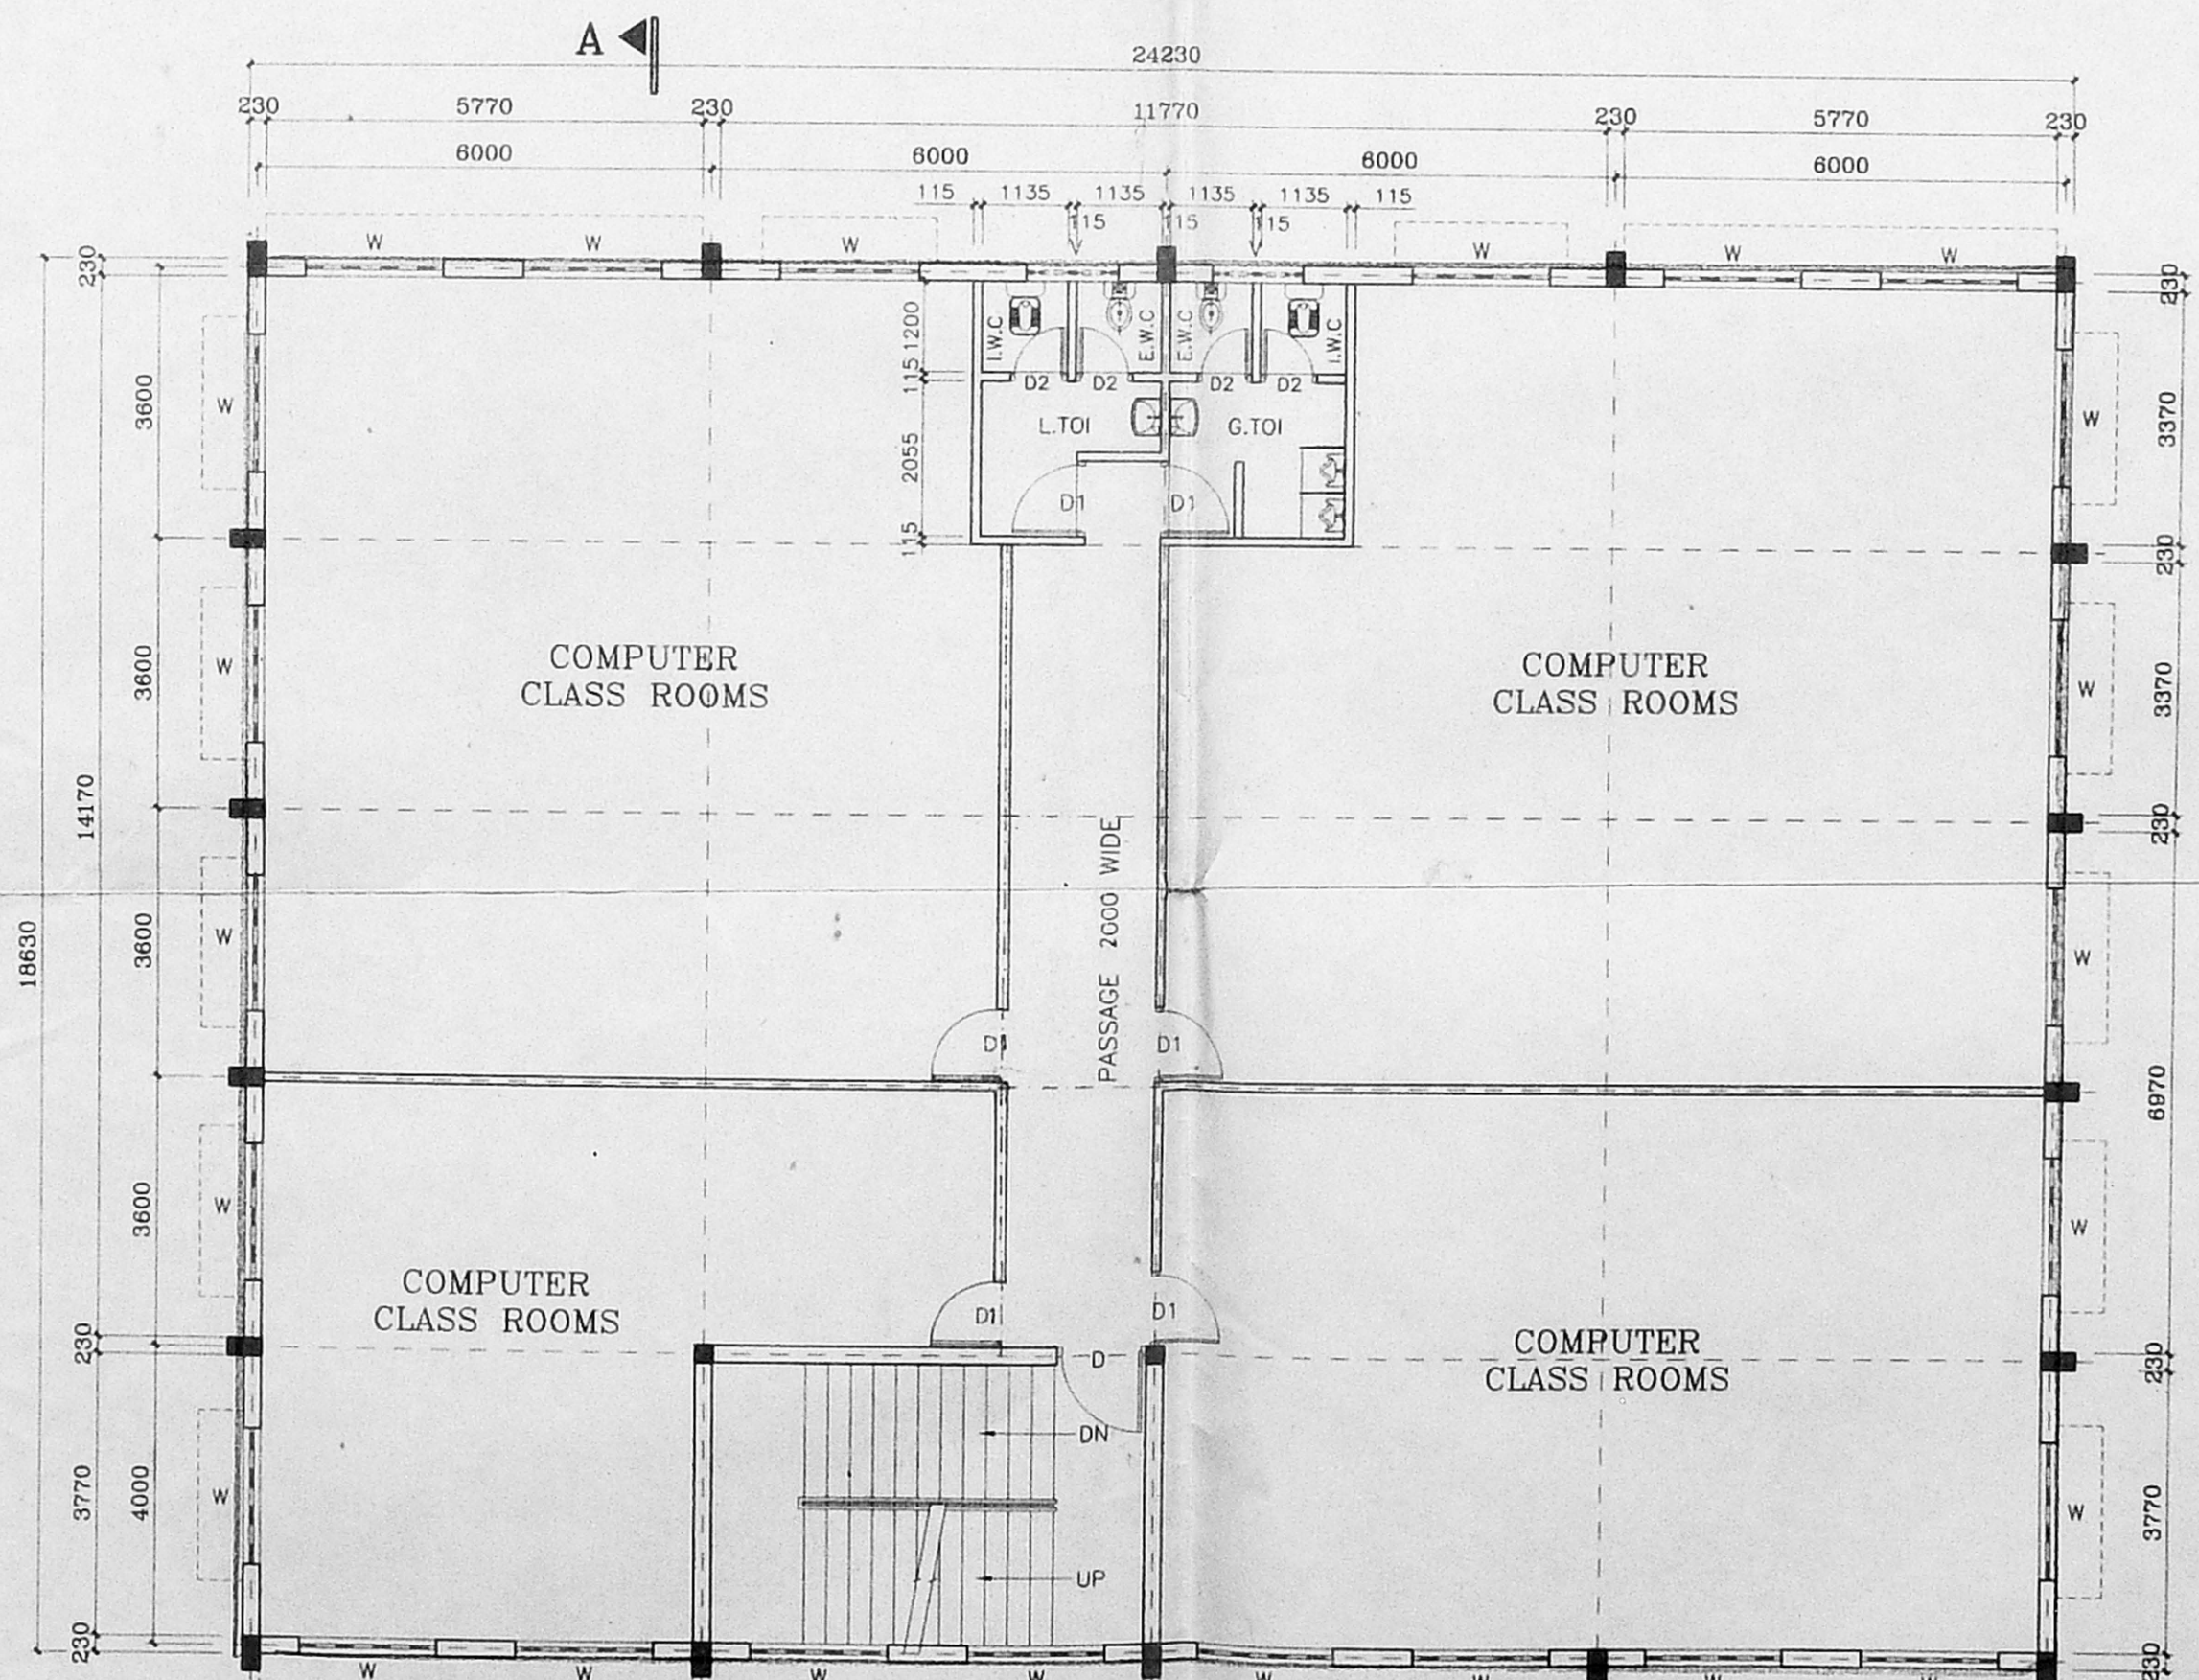 A
24230
230 5770 230 11770 230 5770 230
6000 6000 6000 6000
115 1135 1135 1135 1135 115
115 115 115
W W W W W W
230 230
I.W.C E.W.C E.W.C I.W.C
1200
115
D2 D2 D2 D2
3600 W W 3370
L.TOI G.TOI
2055
D1 D1
115
230
COMPUTER
CLASS ROOMS
COMPUTER
CLASS ROOMS
3600 W W 3370
14170
230
PASSAGE 2000 WIDE
18630
3600 W W
D1 D1
6970
3600 W W
COMPUTER
CLASS ROOMS
D1 D1
COMPUTER
CLASS ROOMS
230 D 230
DN
3770 4000 W W 3770
UP
230 230
W W W W W W W W